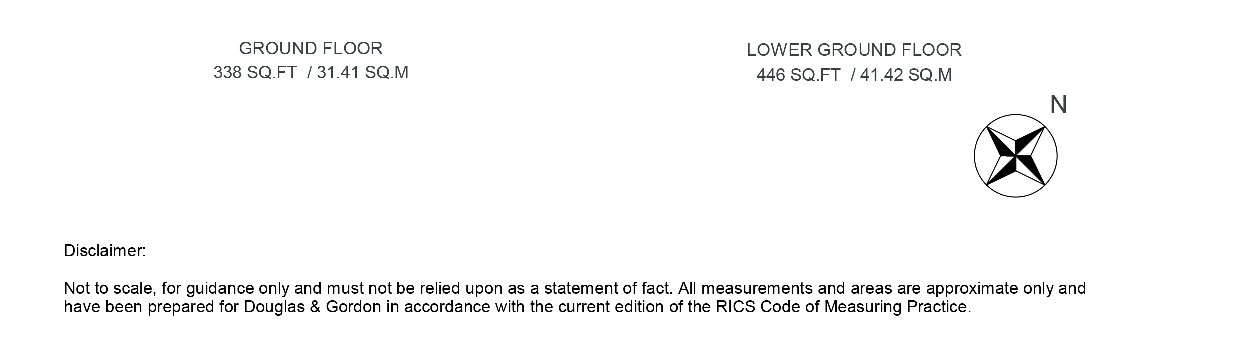 GROUND FLOOR
338 SQ.FT / 31.41 SQ.M
LOWER GROUND FLOOR
446 SQ.FT / 41.42 SQ.M
N
Disclaimer:
Not to scale, for guidance only and must not be relied upon as a statement of fact. All measurements and areas are approximate only and
have been prepared for Douglas & Gordon in accordance with the current edition of the RICS Code of Measuring Practice.